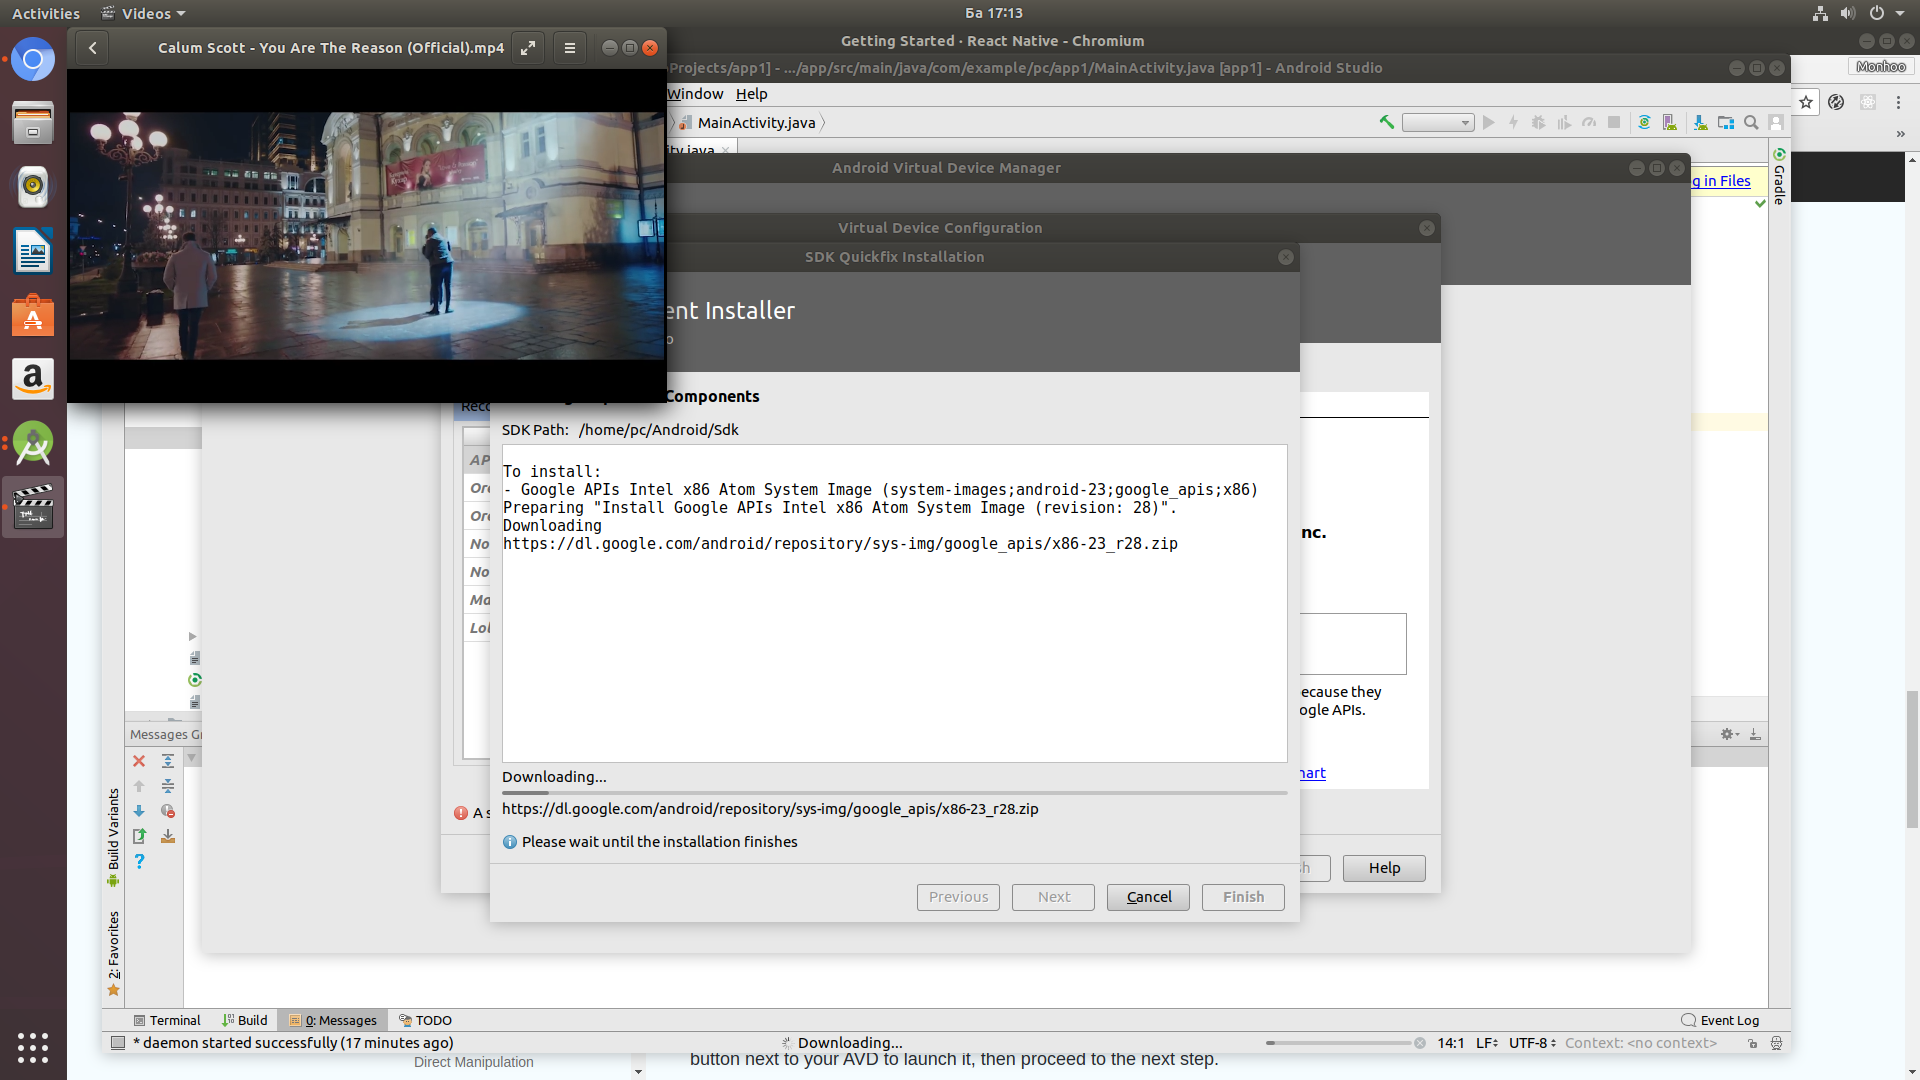 Activities
Videos
Ба 17:13
Calum Scott - You Are The Reason (Official).mp4
Getting Started · React Native - Chromium
Projects/app1] - .../app/src/main/java/com/example/pc/app1/MainActivity.java [app1] - Android Studio
Monhoo
Window Help
MainActivity.java
ity.java
Android Virtual Device Manager
g in Files
Gradle
Virtual Device Configuration
SDK Quickfix Installation
ent Installer
o
Components
SDK Path: /home/pc/Android/Sdk
To install:
- Google APIs Intel x86 Atom System Image (system-images;android-23;google_apis;x86)
Preparing "Install Google APIs Intel x86 Atom System Image (revision: 28)".
Downloading
https://dl.google.com/android/repository/sys-img/google_apis/x86-23_r28.zip
Reco
AP
Ore
Ore
No
No
Ma
Lol
nc.
ecause they
ogle APIs.
hart
Messages Gr
Downloading...
https://dl.google.com/android/repository/sys-img/google_apis/x86-23_r28.zip
A s
Please wait until the installation finishes
Previous
Next
Cancel
Finish
h
Help
Build Variants
2: Favorites
Terminal
Build
0: Messages
TODO
Event Log
* daemon started successfully (17 minutes ago)
Downloading...
14:1 LF UTF-8 Context: <no context>
Direct Manipulation
button next to your AVD to launch it, then proceed to the next step.